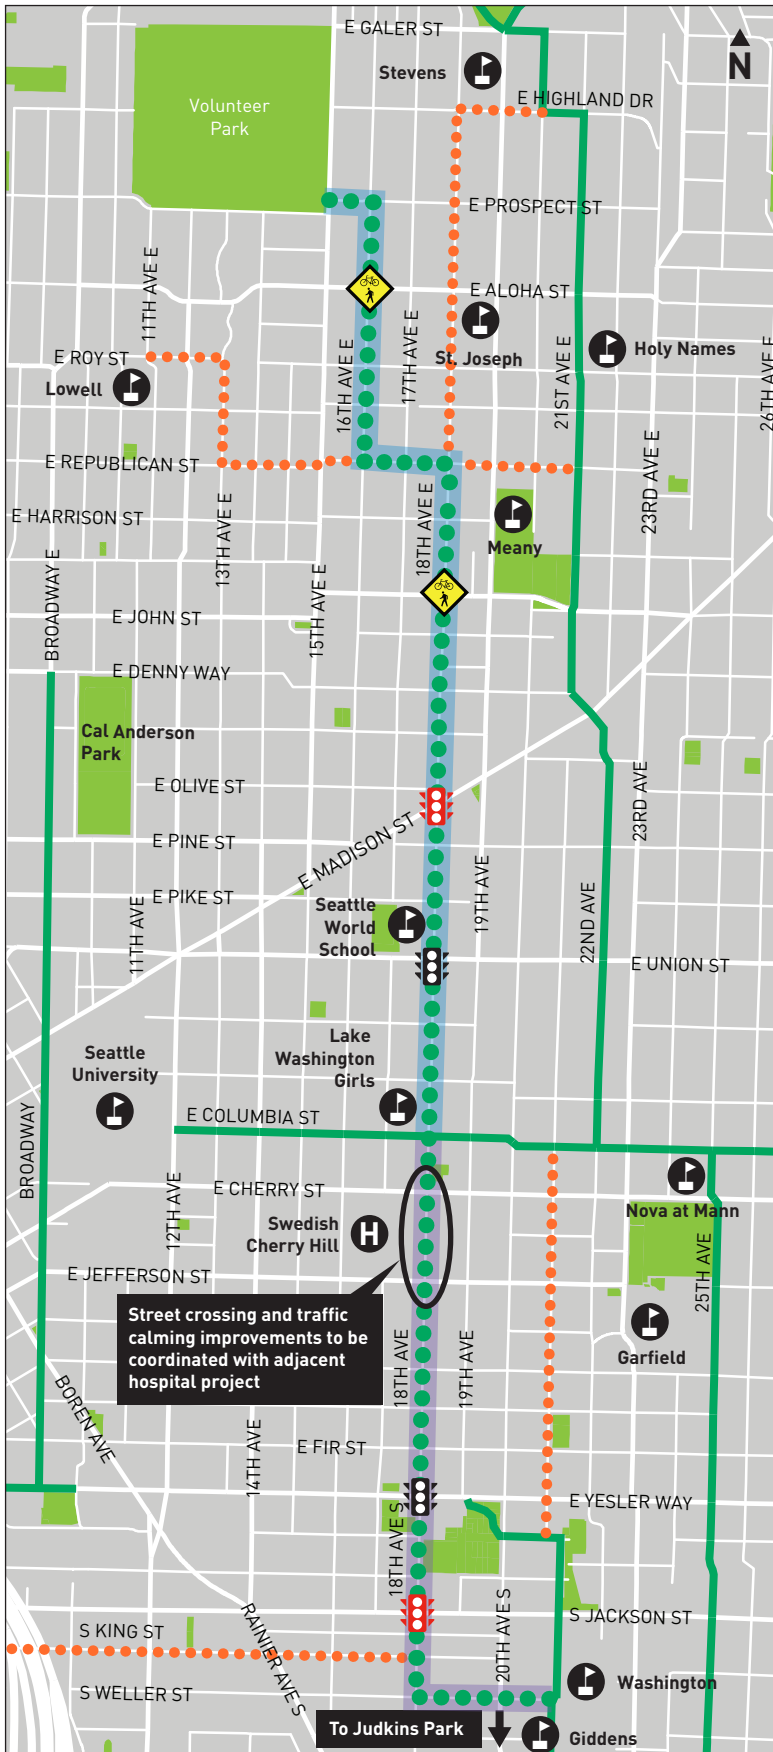 E GALER ST
Stevens
N
E HIGHLAND DR
Volunteer
Park
E PROSPECT ST
11TH AVE E
E ALOHA ST
E ROY ST
Lowell
16TH AVE E
17TH AVE E
St. Joseph
21ST AVE E
Holy Names
26TH AVE E
E REPUBLICAN ST
E HARRISON ST
13TH AVE E
18TH AVE E
Meany
23RD AVE E
BROADWAY E
15TH AVE E
E JOHN ST
E DENNY WAY
Cal Anderson
Park
E OLIVE ST
E PINE ST
E MADISON ST
23RD AVE
E PIKE ST
11TH AVE
Seattle
World
School
19TH AVE
22ND AVE
E UNION ST
Seattle
University
Lake
Washington
Girls
BROADWAY
E COLUMBIA ST
12TH AVE
E CHERRY ST
Swedish
Cherry Hill
H
Nova at Mann
25TH AVE
E JEFFERSON ST
Street crossing and traffic
calming improvements to be
coordinated with adjacent
hospital project
Garfield
18TH AVE
19TH AVE
BOREN AVE
14TH AVE
E FIR ST
E YESLER WAY
18TH AVE S
S KING ST
RAINIER AVE S
20TH AVE S
S JACKSON ST
S WELLER ST
Washington
To Judkins Park
Giddens